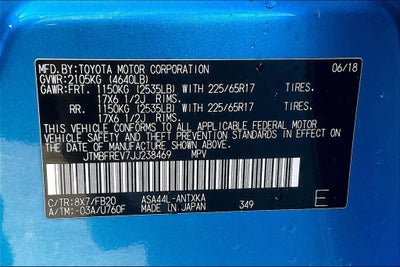 MFD.BY: TOYOTA MOTOR CORPORATION 06/18
GVWR: 2105KG (4640LB)
GAWR: FRT. 1150KG (2535LB) WITH 225/65R17 TIRES.
17X6 1/2J RIMS.
RR. 1150KG (2535LB) WITH 225/65R17 TIRES.
17X6 1/2J RIMS.
THIS VEHICLE CONFORMS TO ALL APPLICABLE FEDERAL MOTOR
VEHICLE SAFETY AND THEFT PREVENTION STANDARDS IN
EFFECT ON THE DATE OF MANUFACTURE SHOWN ABOVE.
JTMBFREV7JJ238469 MPV
C/TR: 8X7/FB20 ASA44L-ANTXKA
A/TM: -03A/U760F MADE IN JAPAN 349 E